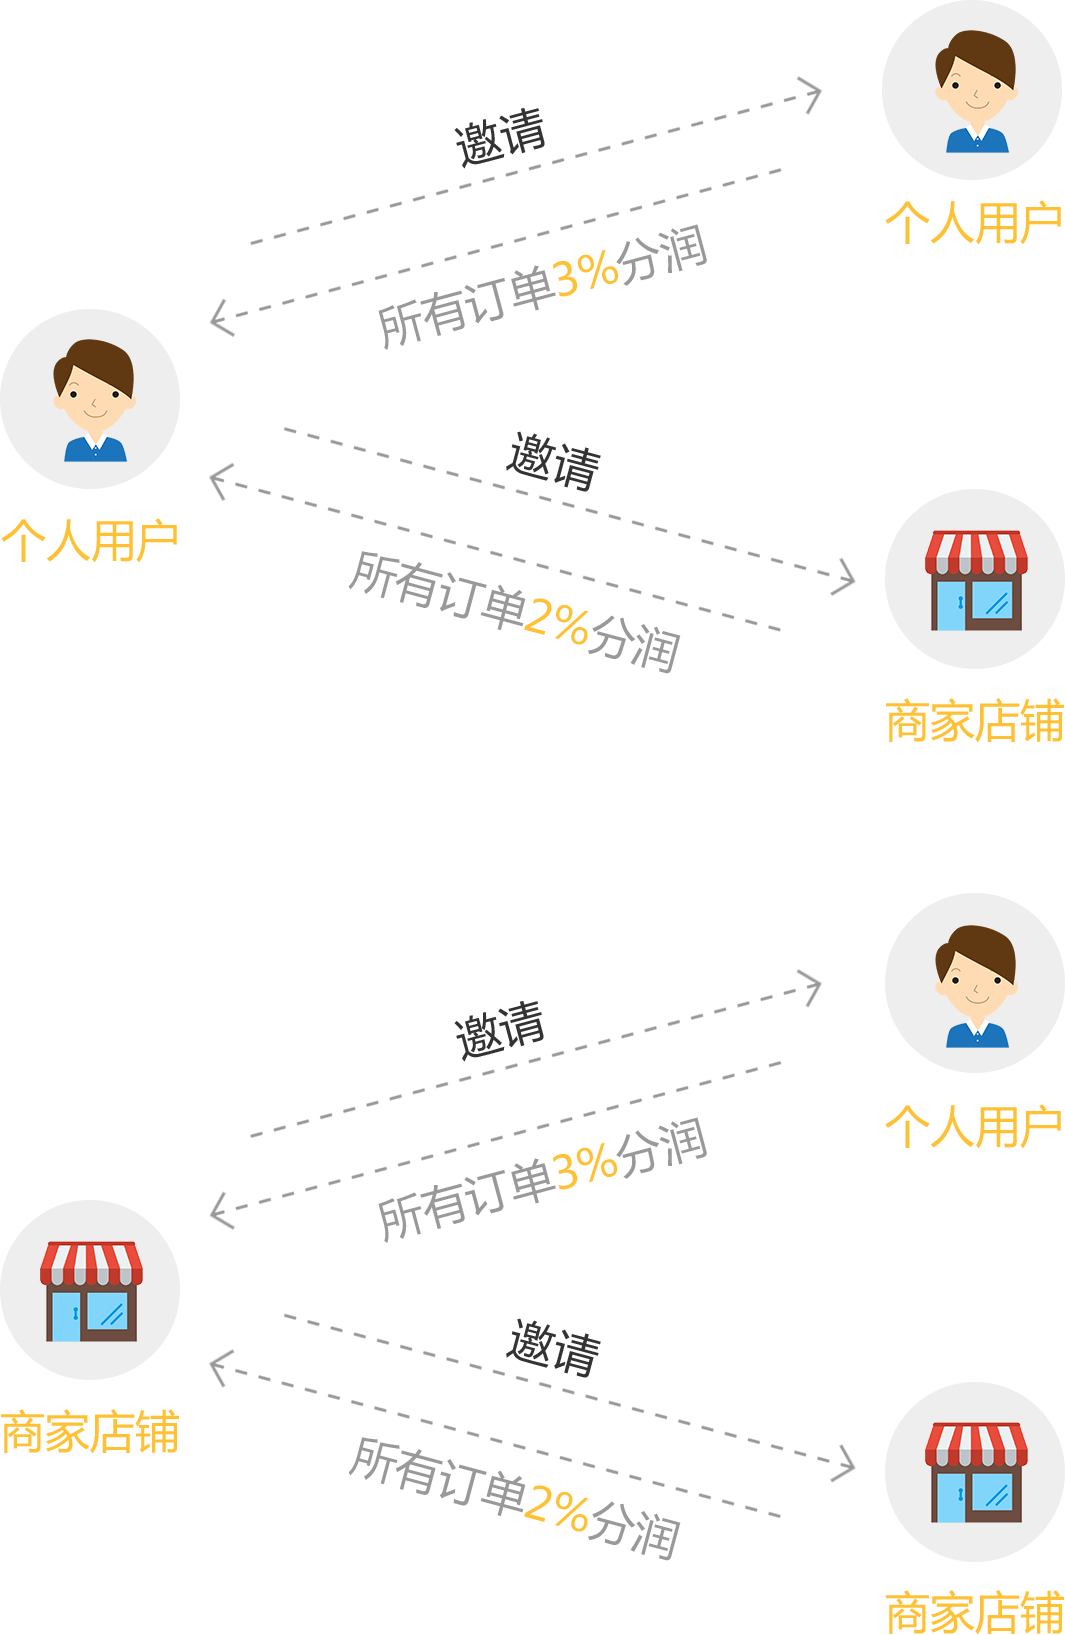 邀请
个人用户
所有订单3%分润
邀请
个人用户
所有订单2%分润
商家店铺
邀请
个人用户
所有订单3%分润
邀请
商家店铺
所有订单2%分润
商家店铺